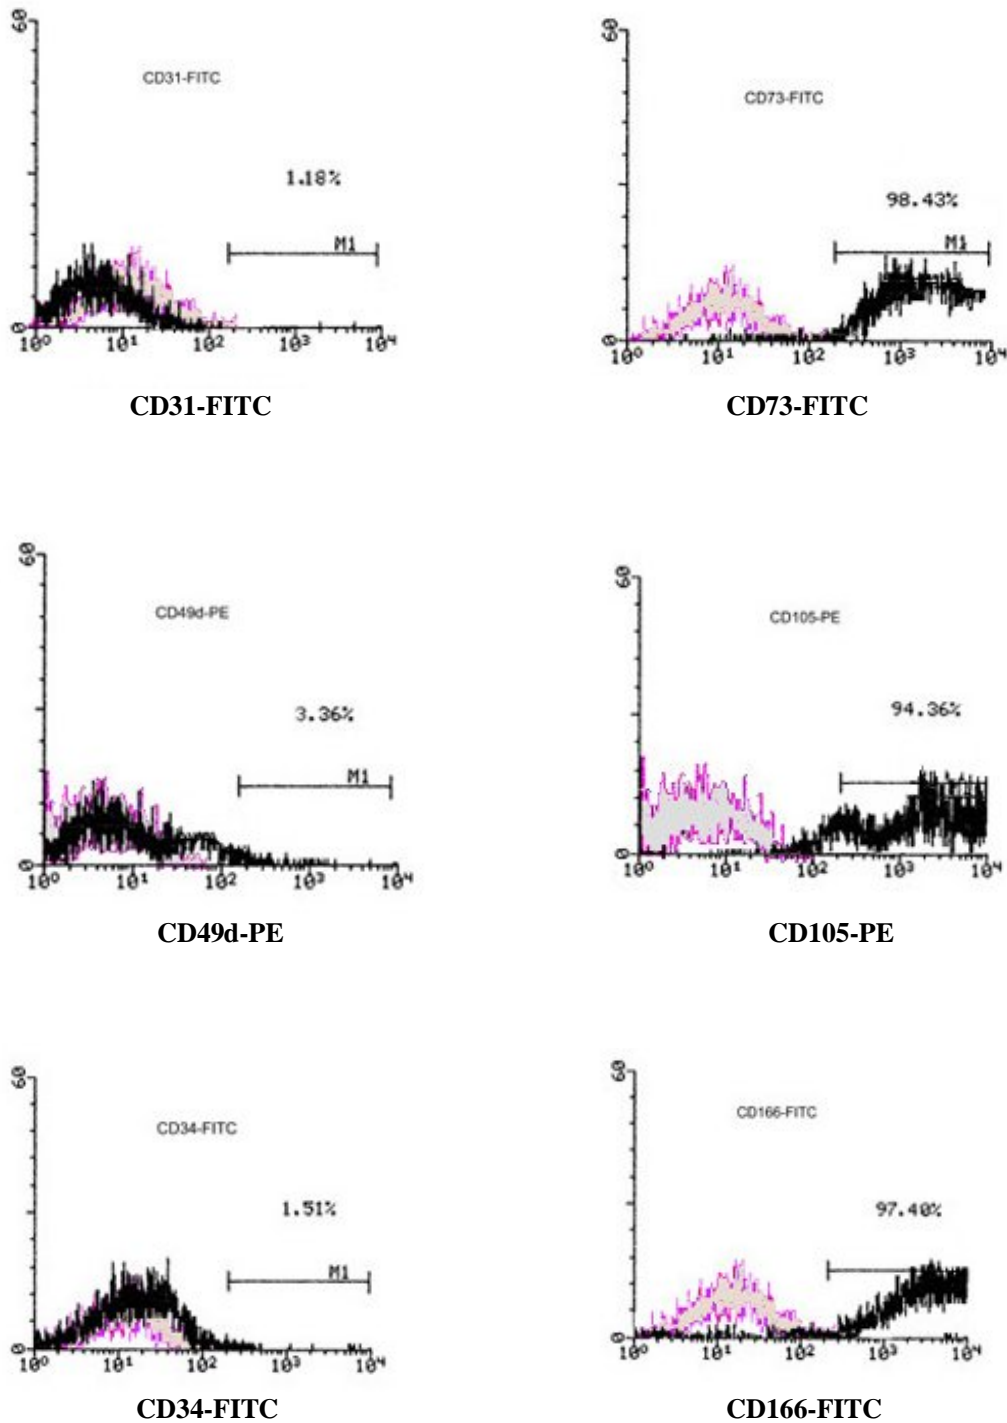 60
CD31-FITC
1.18%
M1
0
10⁰ 10¹ 10² 10³ 10⁴
CD31-FITC
60
CD73-FITC
98.43%
M1
0
10⁰ 10¹ 10² 10³ 10⁴
CD73-FITC
60
CD49d-PE
3.36%
M1
0
10⁰ 10¹ 10² 10³ 10⁴
CD49d-PE
60
CD105-PE
94.36%
0
10⁰ 10¹ 10² 10³ 10⁴
CD105-PE
60
CD34-FITC
1.51%
M1
0
10⁰ 10¹ 10² 10³ 10⁴
CD34-FITC
60
CD166-FITC
97.40%
0
10⁰ 10¹ 10² 10³ 10⁴
CD166-FITC